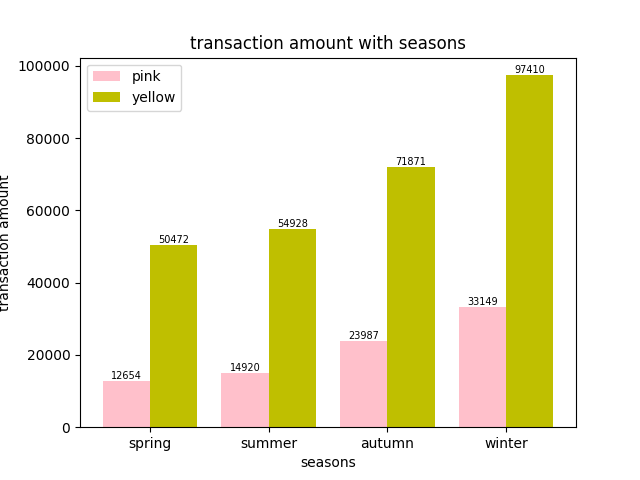 transaction amount with seasons
pink
yellow
100000
80000
60000
40000
20000
0
transaction amount
12654
50472
14920
54928
23987
71871
33149
97410
spring
summer
autumn
winter
seasons